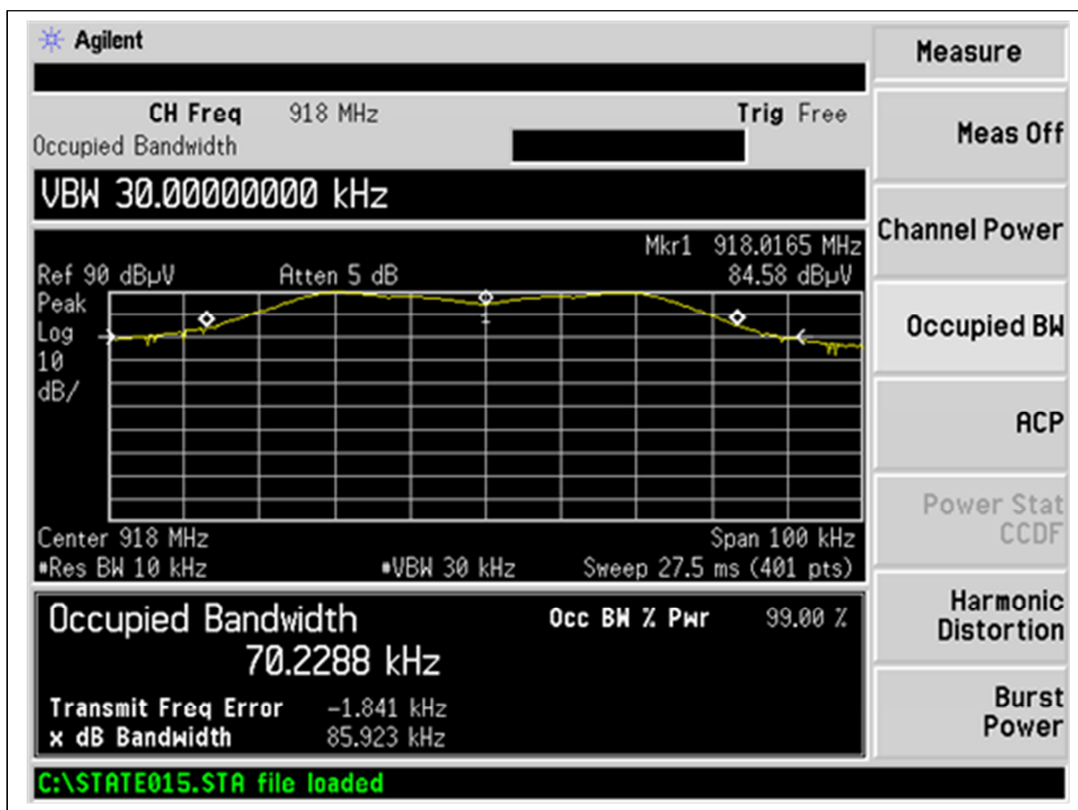 Agilent
Measure
CH Freq 918 MHz Trig Free
Occupied Bandwidth
Meas Off
VBW 30.00000000 kHz
Channel Power
Mkr1 918.0165 MHz
Ref 90 dBµV Atten 5 dB 84.58 dBµV
Peak
Log
10
dB/
1
Occupied BW
ACP
Center 918 MHz Span 100 kHz
#Res BW 10 kHz #VBW 30 kHz Sweep 27.5 ms (401 pts)
Power Stat
CCDF
Occupied Bandwidth Occ BW % Pwr 99.00 %
70.2288 kHz
Harmonic
Distortion
Transmit Freq Error -1.841 kHz
x dB Bandwidth 85.923 kHz
Burst
Power
C:\STATE015.STA file loaded